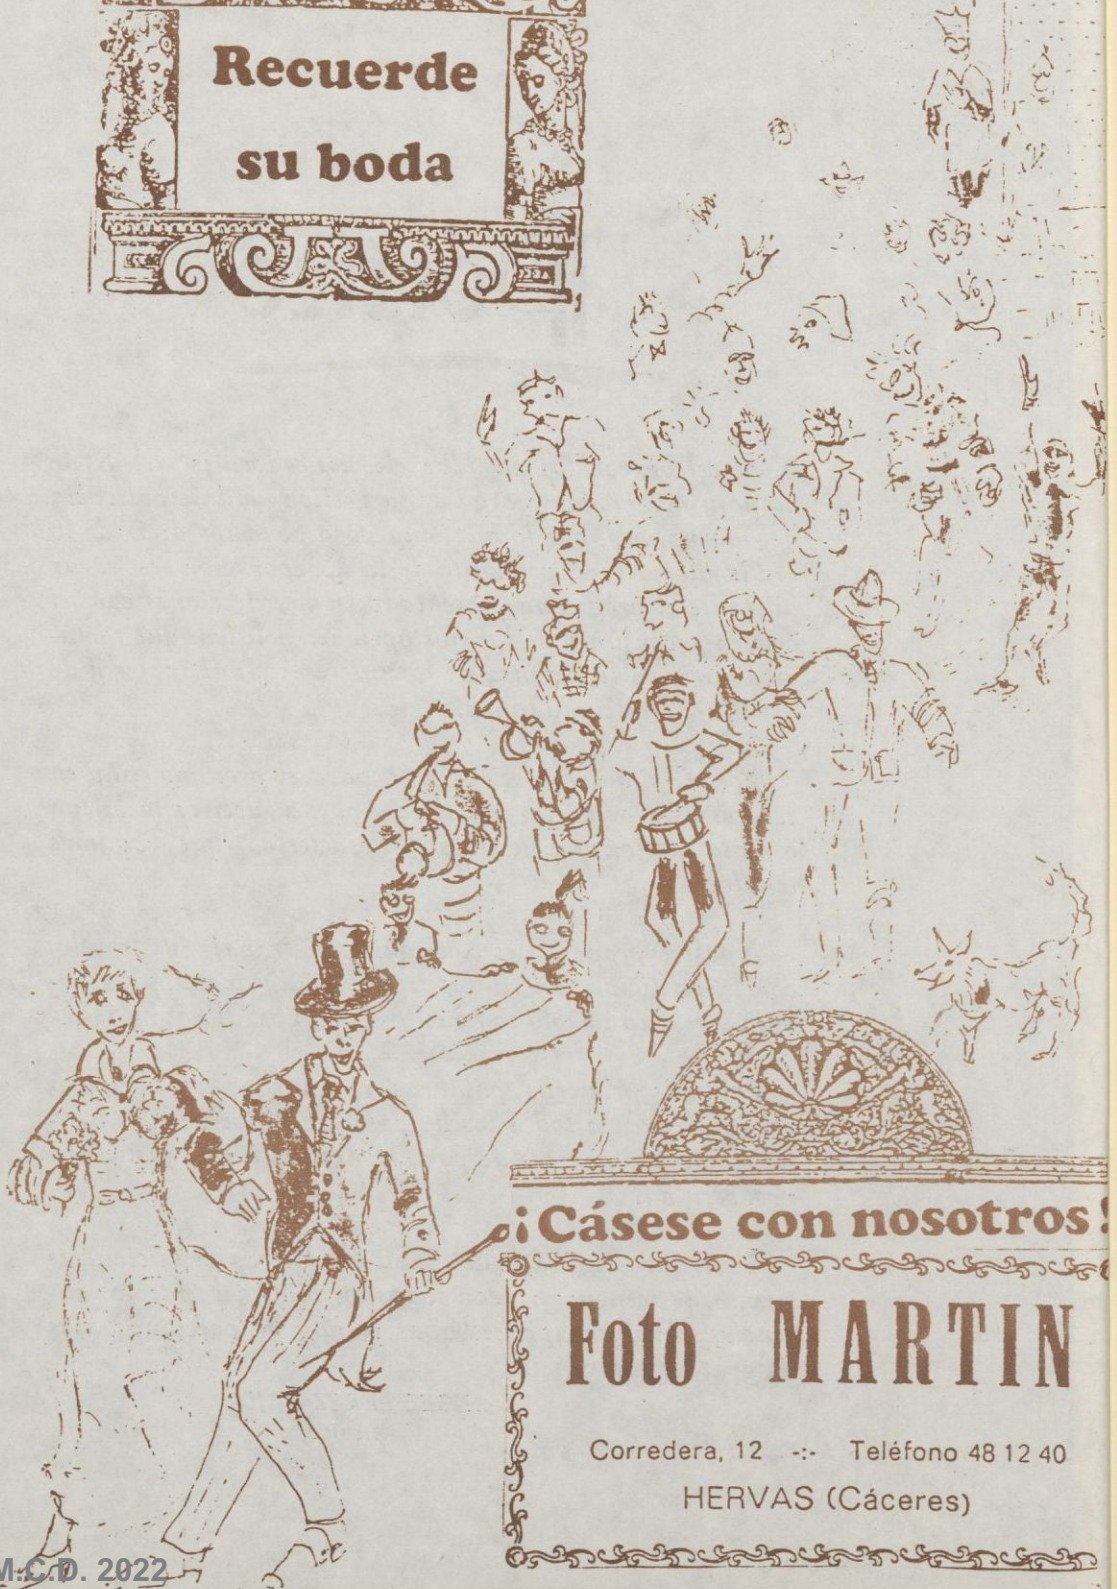 Recuerde
su boda
¡Cásese con nosotros!
Foto MARTIN
Corredera, 12 -:- Teléfono 48 12 40
HERVAS (Cáceres)
M.C.D. 2022